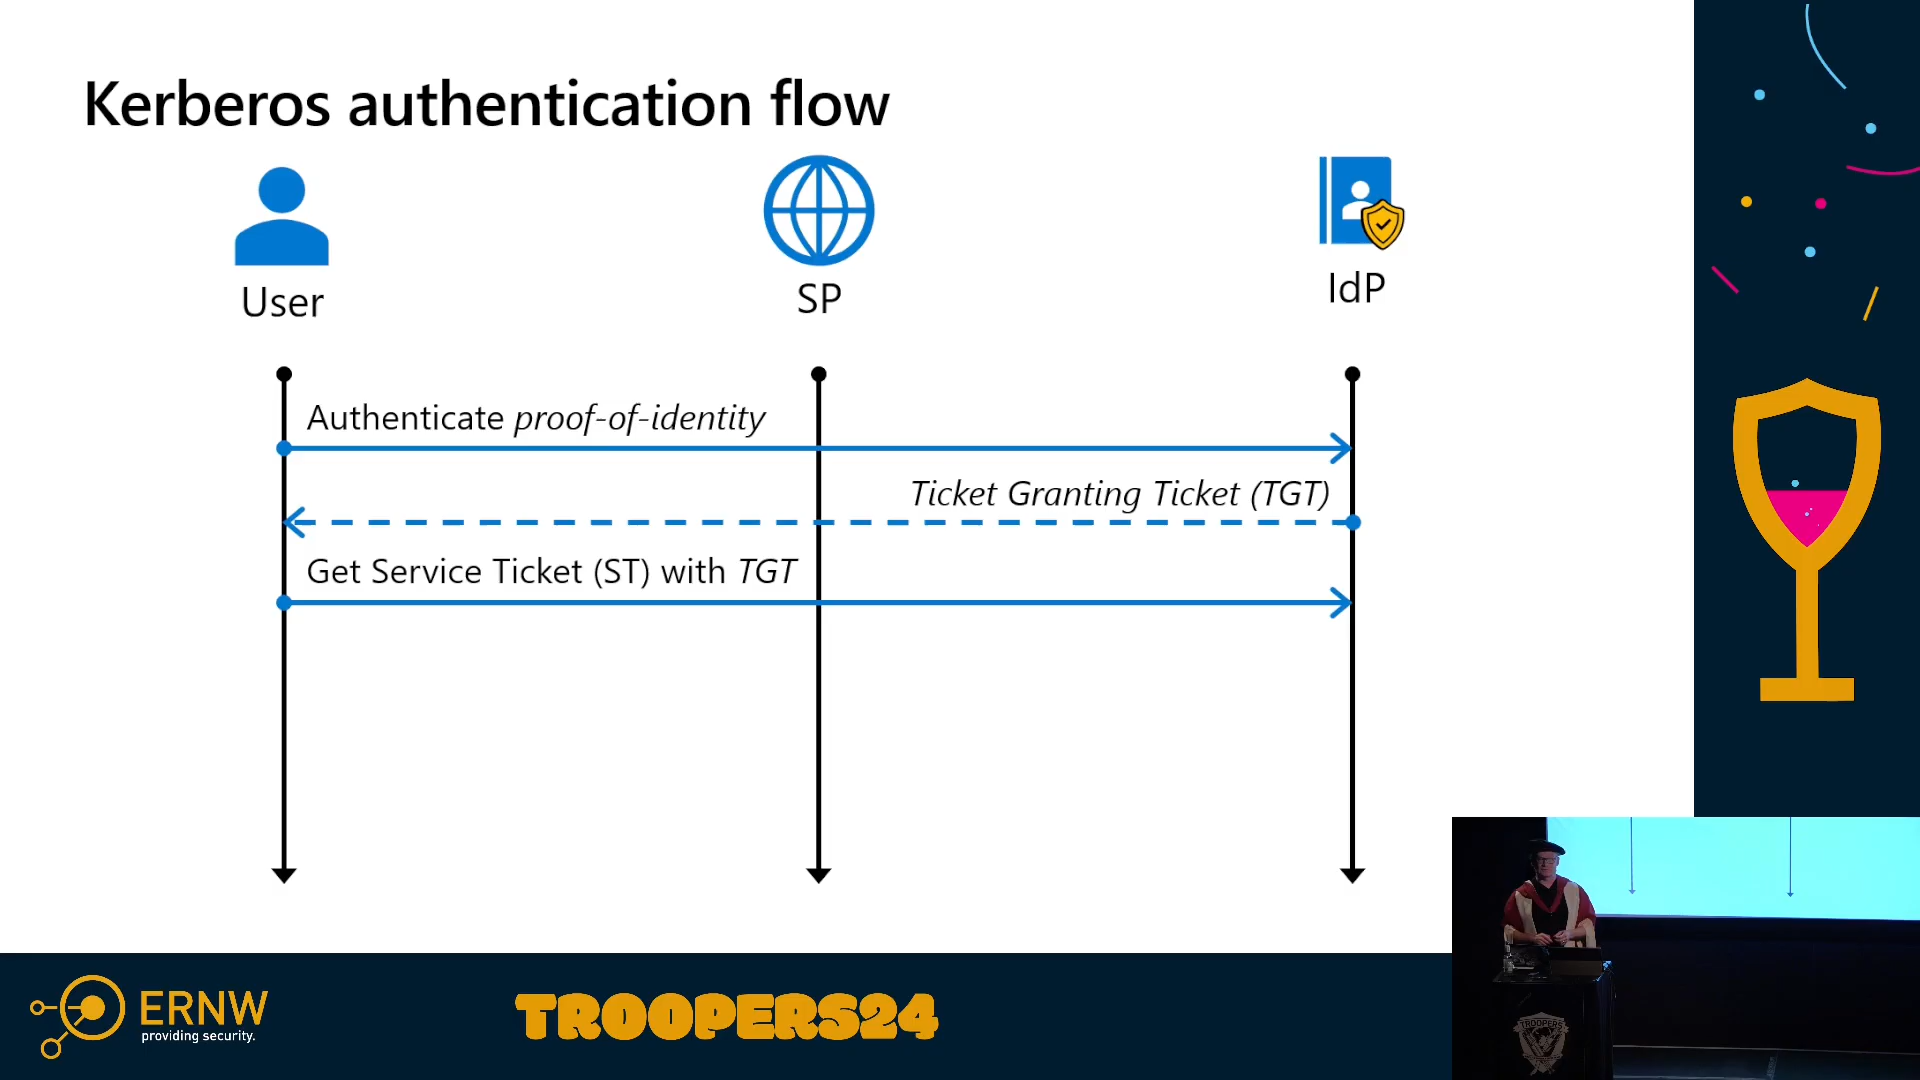 Kerberos authentication flow
User
SP
IdP
Authenticate proof-of-identity
Ticket Granting Ticket (TGT)
Get Service Ticket (ST) with TGT
ERNW
providing security.
TROOPERS24
TROOPERS